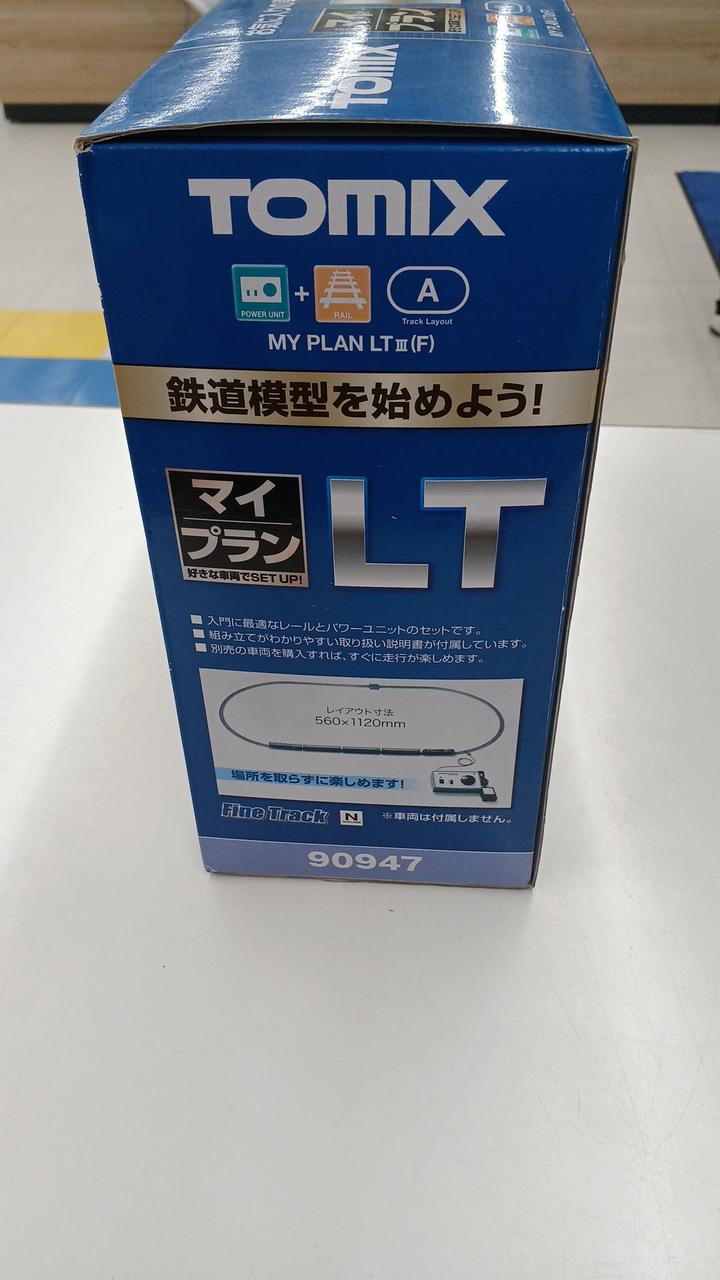 マイ
プラン
TOMIX
TOMIX
POWER UNIT
+
RAIL
A
Track Layout
MY PLAN LTⅢ(F)
鉄道模型を始めよう!
マイ
プラン
好きな車両でSET UP!
LT
■ 入門に最適なレールとパワーユニットのセットです。
■ 組み立てがわかりやすい取り扱い説明書が付属しています。
■ 別売の車両を購入すれば、すぐに走行が楽しめます。
レイアウト寸法
560×1120mm
場所を取らずに楽しめます!
Fine Track
N
※車両は付属しません。
90947